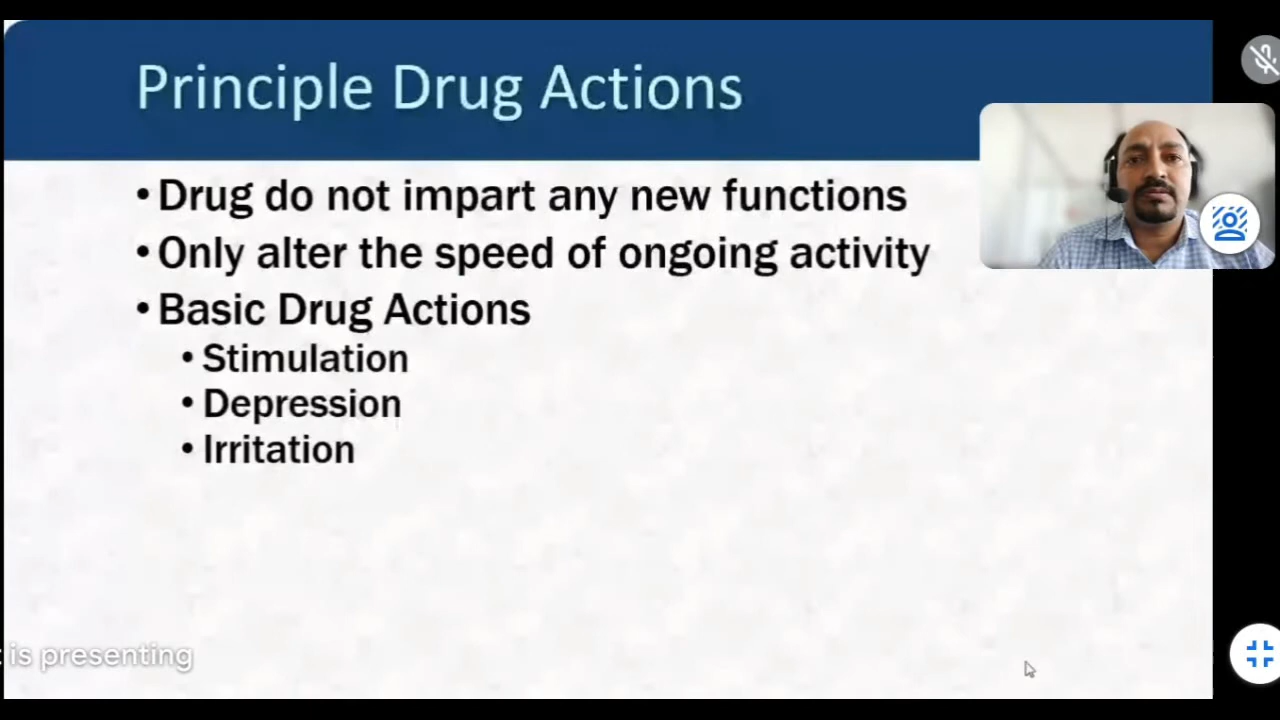 Principle Drug Actions
• Drug do not impart any new functions
• Only alter the speed of ongoing activity
• Basic Drug Actions
• Stimulation
• Depression
• Irritation
is presenting